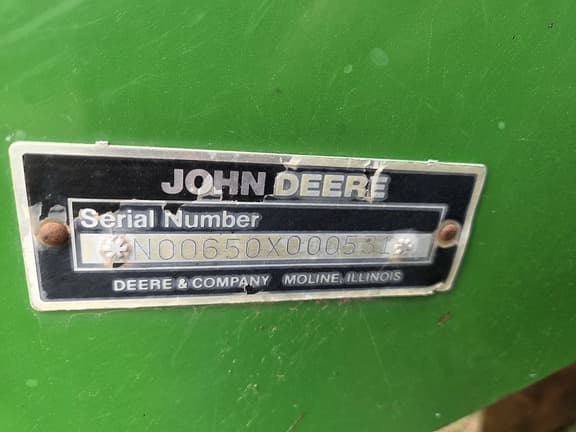 JOHN DEERE
Serial Number
N00650X000531
DEERE & COMPANY MOLINE, ILLINOIS